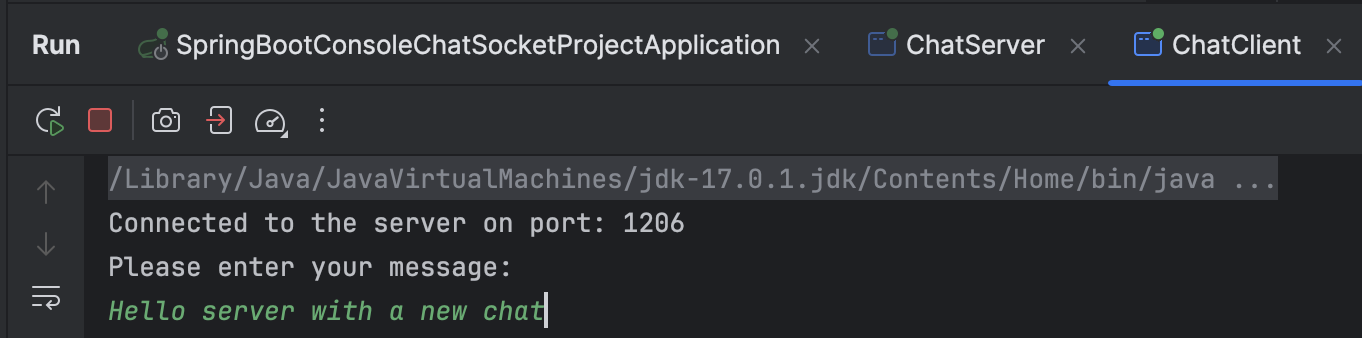 Run SpringBootConsoleChatSocketProjectApplication ChatServer ChatClient
/Library/Java/JavaVirtualMachines/jdk-17.0.1.jdk/Contents/Home/bin/java ...
Connected to the server on port: 1206
Please enter your message:
Hello server with a new chat